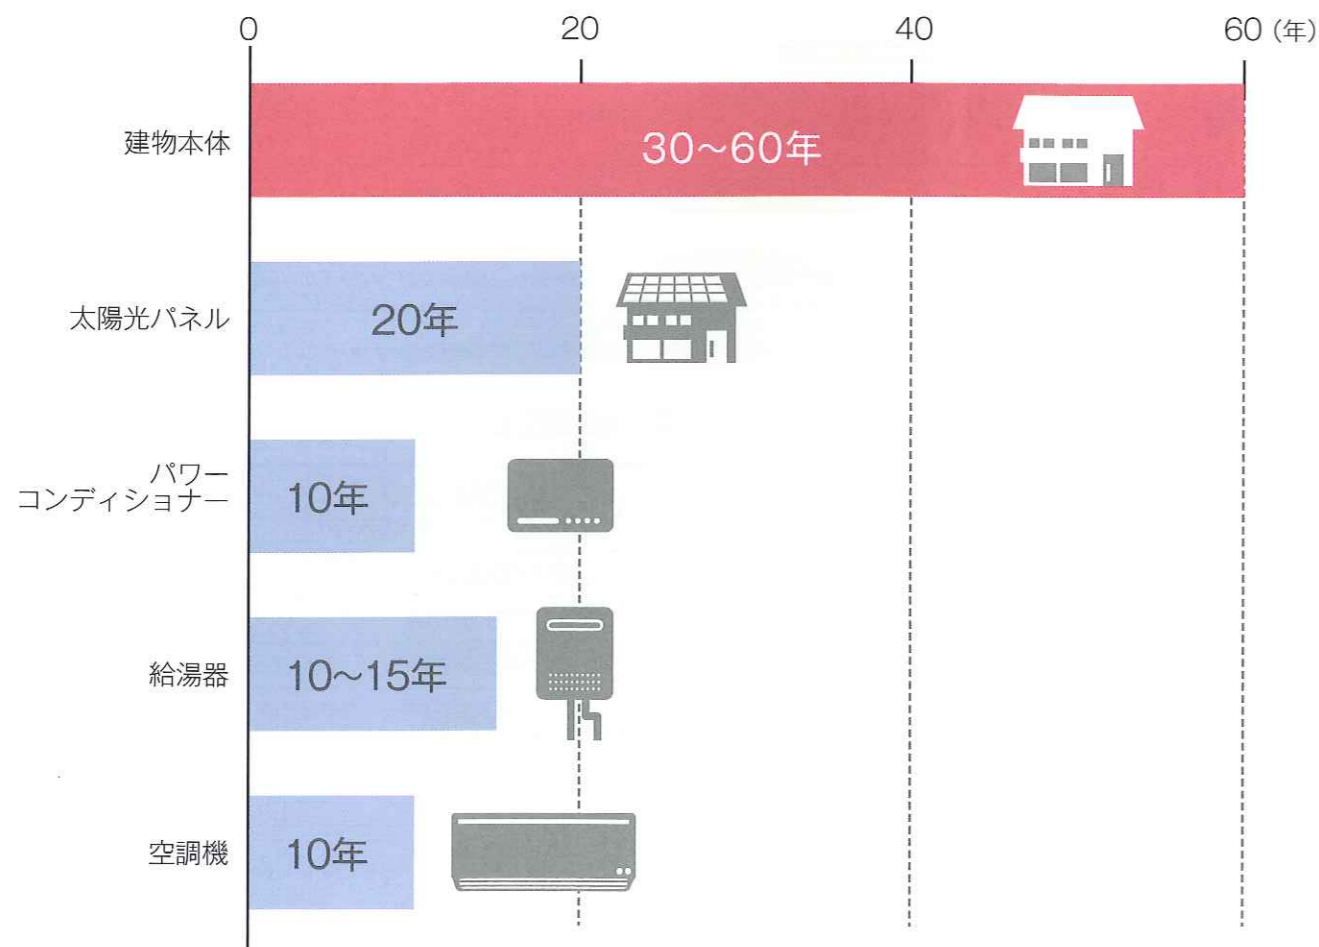 0 20 40 60（年）
建物本体 30〜60年
太陽光パネル 20年
パワー
コンディショナー 10年
給湯器 10〜15年
空調機 10年